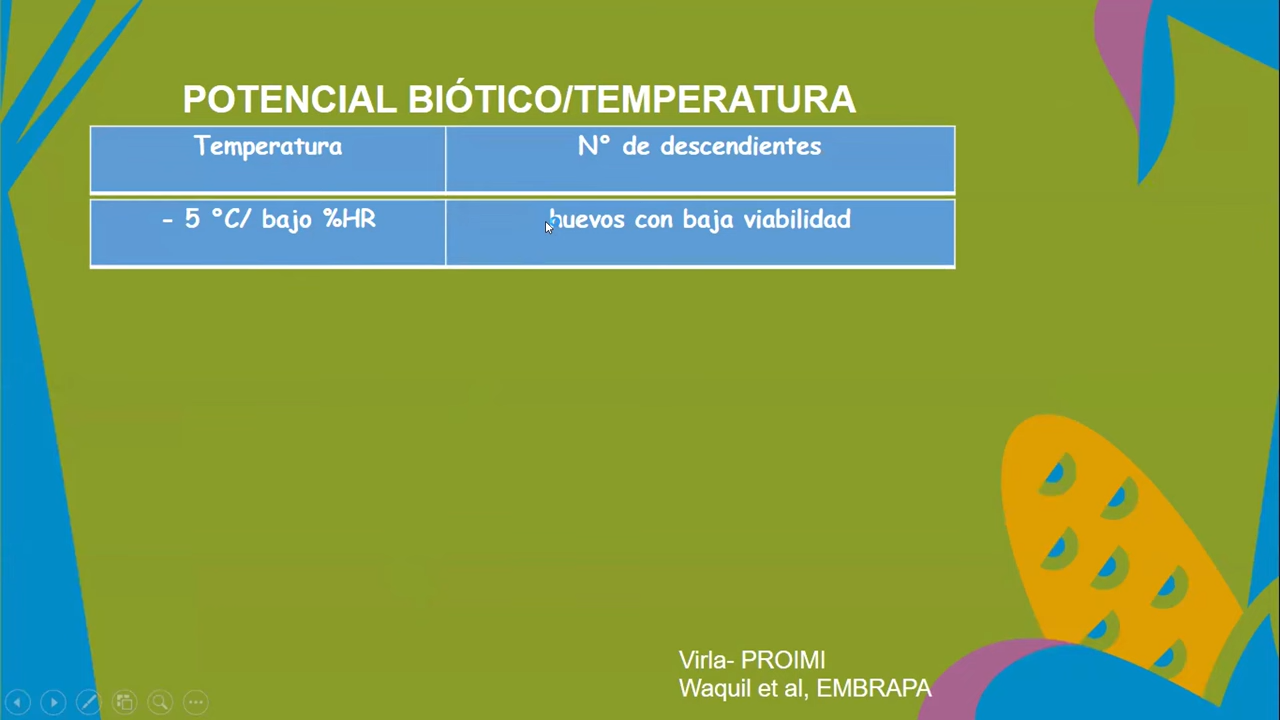 POTENCIAL BIÓTICO/TEMPERATURA
Temperatura
N° de descendientes
- 5 °C/ bajo %HR
huevos con baja viabilidad
Virla- PROIMI
Waquil et al, EMBRAPA